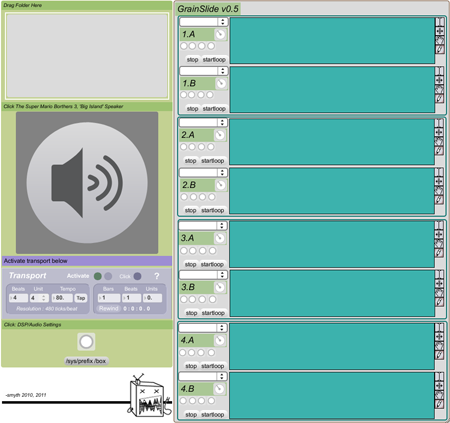 Drag Folder Here
Click The Super Mario Borthers 3, 'Big Island' Speaker
Activate transport below
Transport
Activate
Click
?
Beats Unit Tempo
4 4 80. Tap
Resolution : 480 ticks/beat
Bars Beats Units
1 1 0.
Rewind 0 : 0 : 0 : 0
Click: DSP/Audio Settings
/sys/prefix /box
-smyth 2010, 2011
GrainSlide v0.5
1.A
stop startloop
1.B
stop startloop
2.A
stop startloop
2.B
stop startloop
3.A
stop startloop
3.B
stop startloop
4.A
stop startloop
4.B
stop startloop